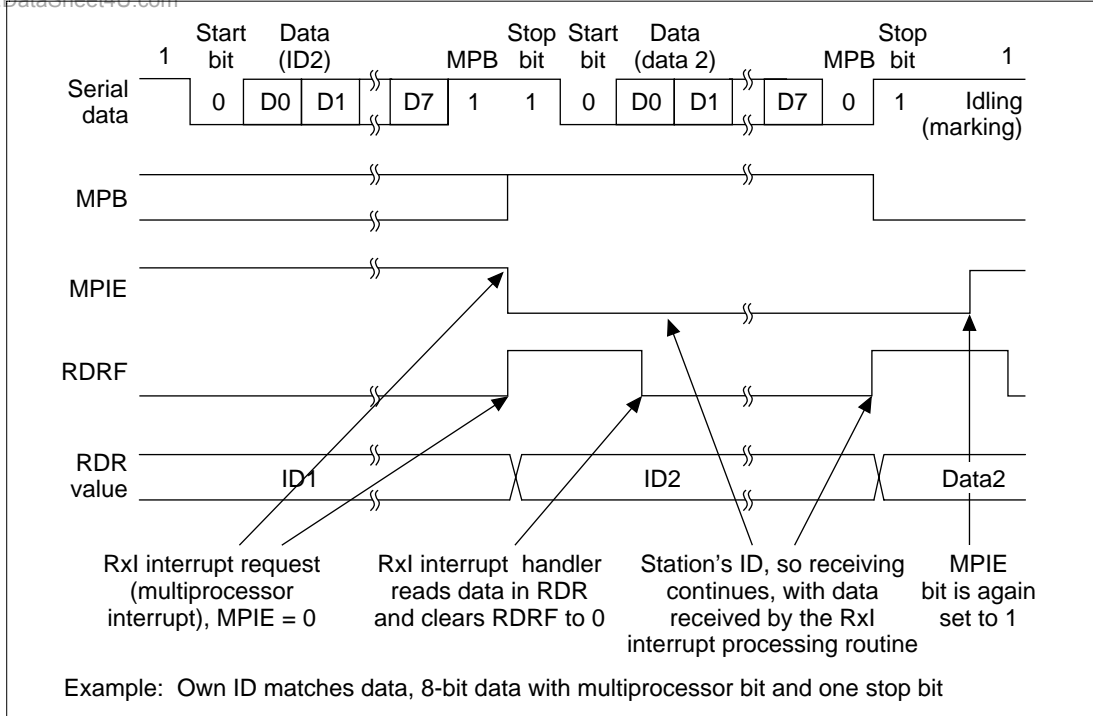 DataSheet4U.com
Start Data Stop Start Data Stop
1 bit (ID2) MPB bit bit (data 2) MPB bit 1
Serial data 0 D0 D1 D7 1 1 0 D0 D1 D7 0 1 Idling (marking)
MPB
MPIE
RDRF
RDR value ID1 ID2 Data2
RxI interrupt request
(multiprocessor
interrupt), MPIE = 0
RxI interrupt handler
reads data in RDR
and clears RDRF to 0
Station's ID, so receiving
continues, with data
received by the RxI
interrupt processing routine
MPIE
bit is again
set to 1
Example: Own ID matches data, 8-bit data with multiprocessor bit and one stop bit